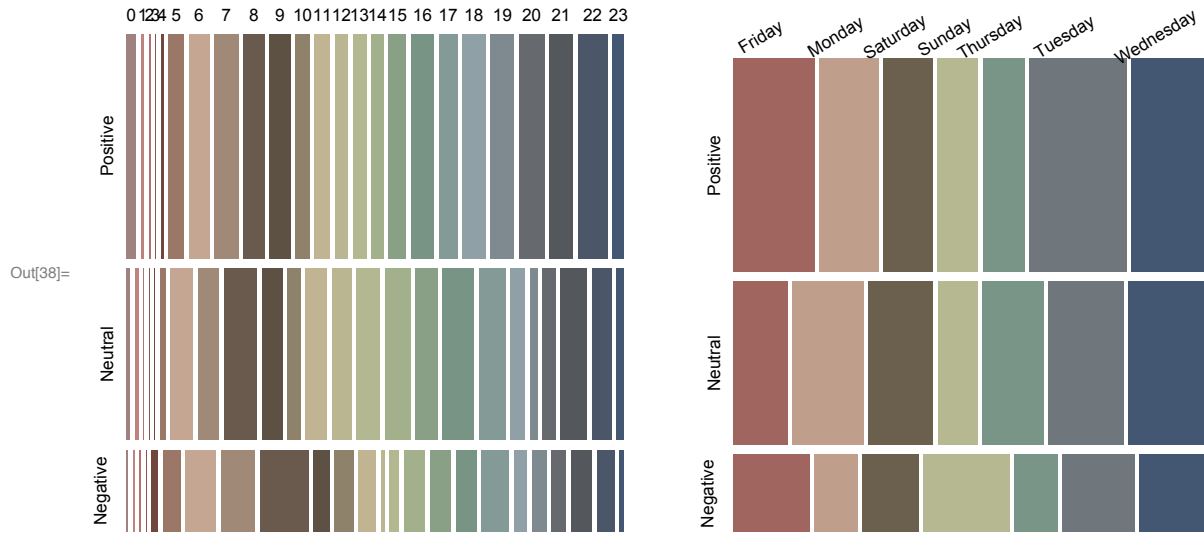 0 1 2 3 4 5 6 7 8 9 10 11 12 13 14 15 16 17 18 19 20 21 22 23
Positive
Neutral
Negative
Out[38]=
Friday Monday Saturday Sunday Thursday Tuesday Wednesday
Positive
Neutral
Negative